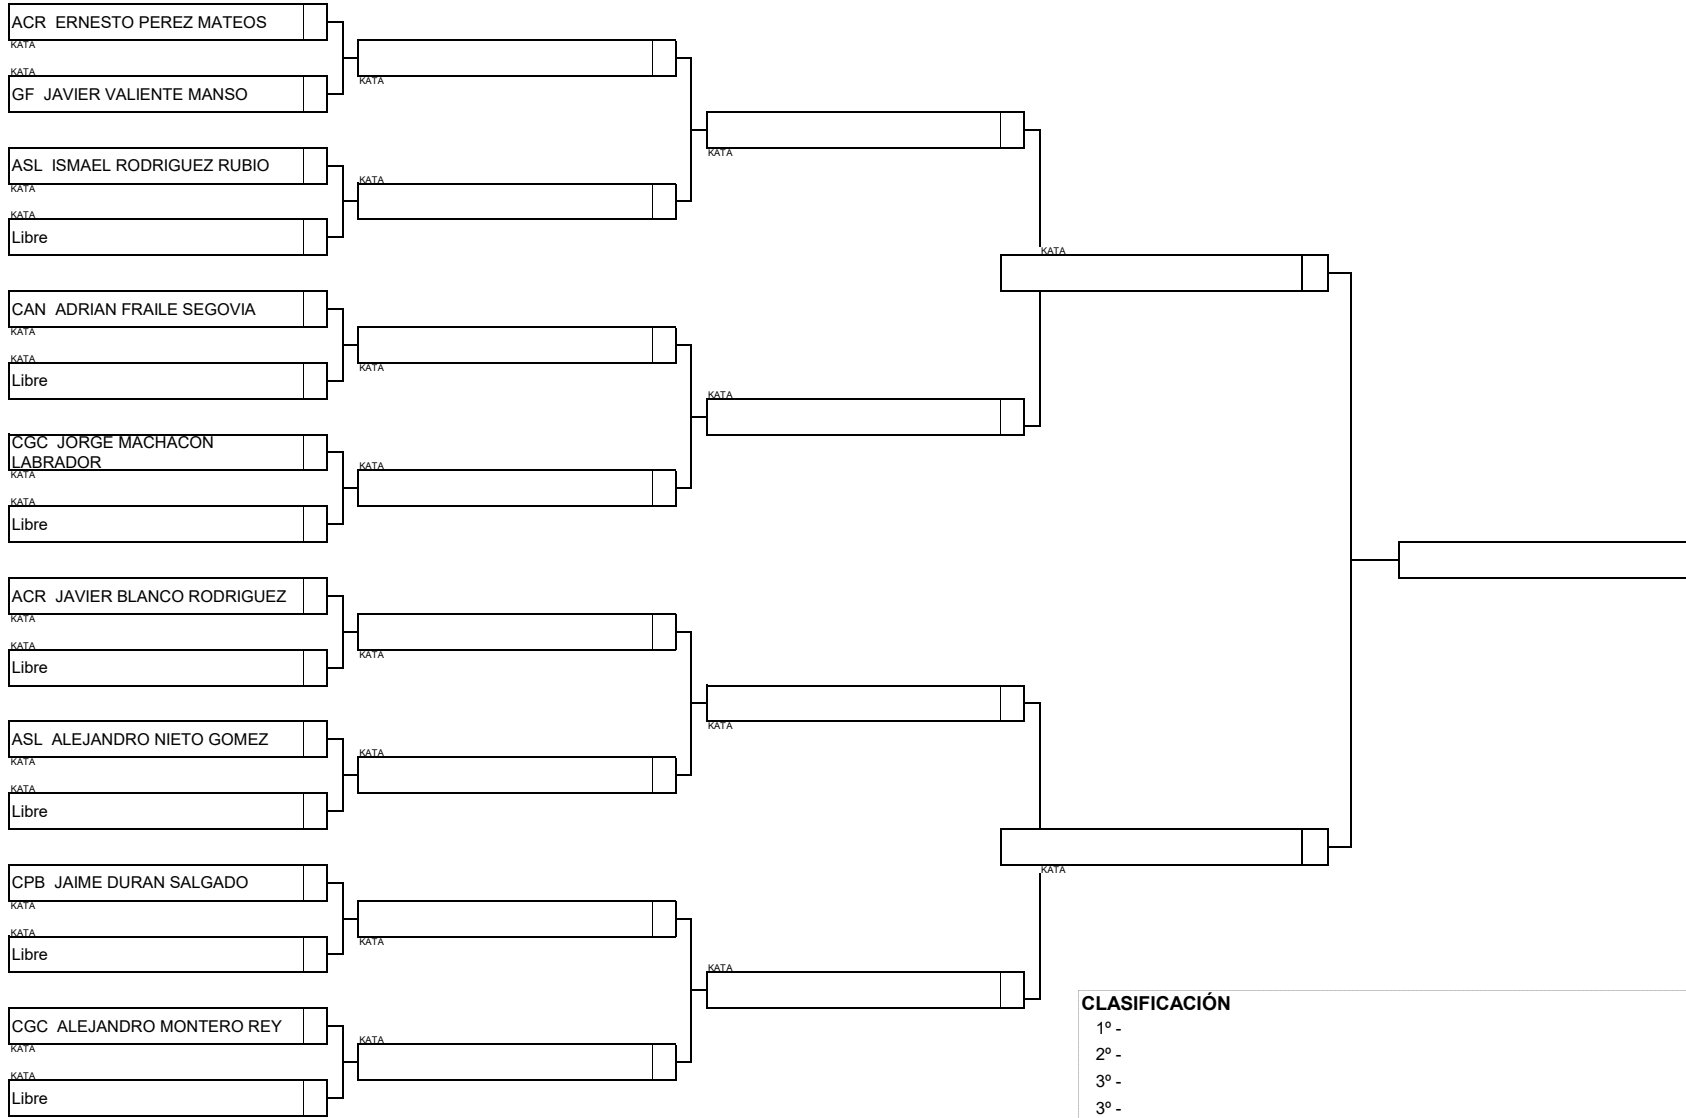 ACR  ERNESTO PEREZ MATEOS
KATA
KATA
GF  JAVIER VALIENTE MANSO
ASL  ISMAEL RODRIGUEZ RUBIO
KATA
KATA
Libre
CAN  ADRIAN FRAILE SEGOVIA
KATA
KATA
Libre
CGC  JORGE MACHACON
LABRADOR
KATA
KATA
Libre
ACR  JAVIER BLANCO RODRIGUEZ
KATA
KATA
Libre
ASL  ALEJANDRO NIETO GOMEZ
KATA
KATA
Libre
CPB  JAIME DURAN SALGADO
KATA
KATA
Libre
CGC  ALEJANDRO MONTERO REY
KATA
KATA
Libre
KATA
KATA
KATA
KATA
KATA
KATA
KATA
KATA
KATA
KATA
KATA
KATA
KATA
KATA
CLASIFICACIÓN
1º -
2º -
3º -
3º -